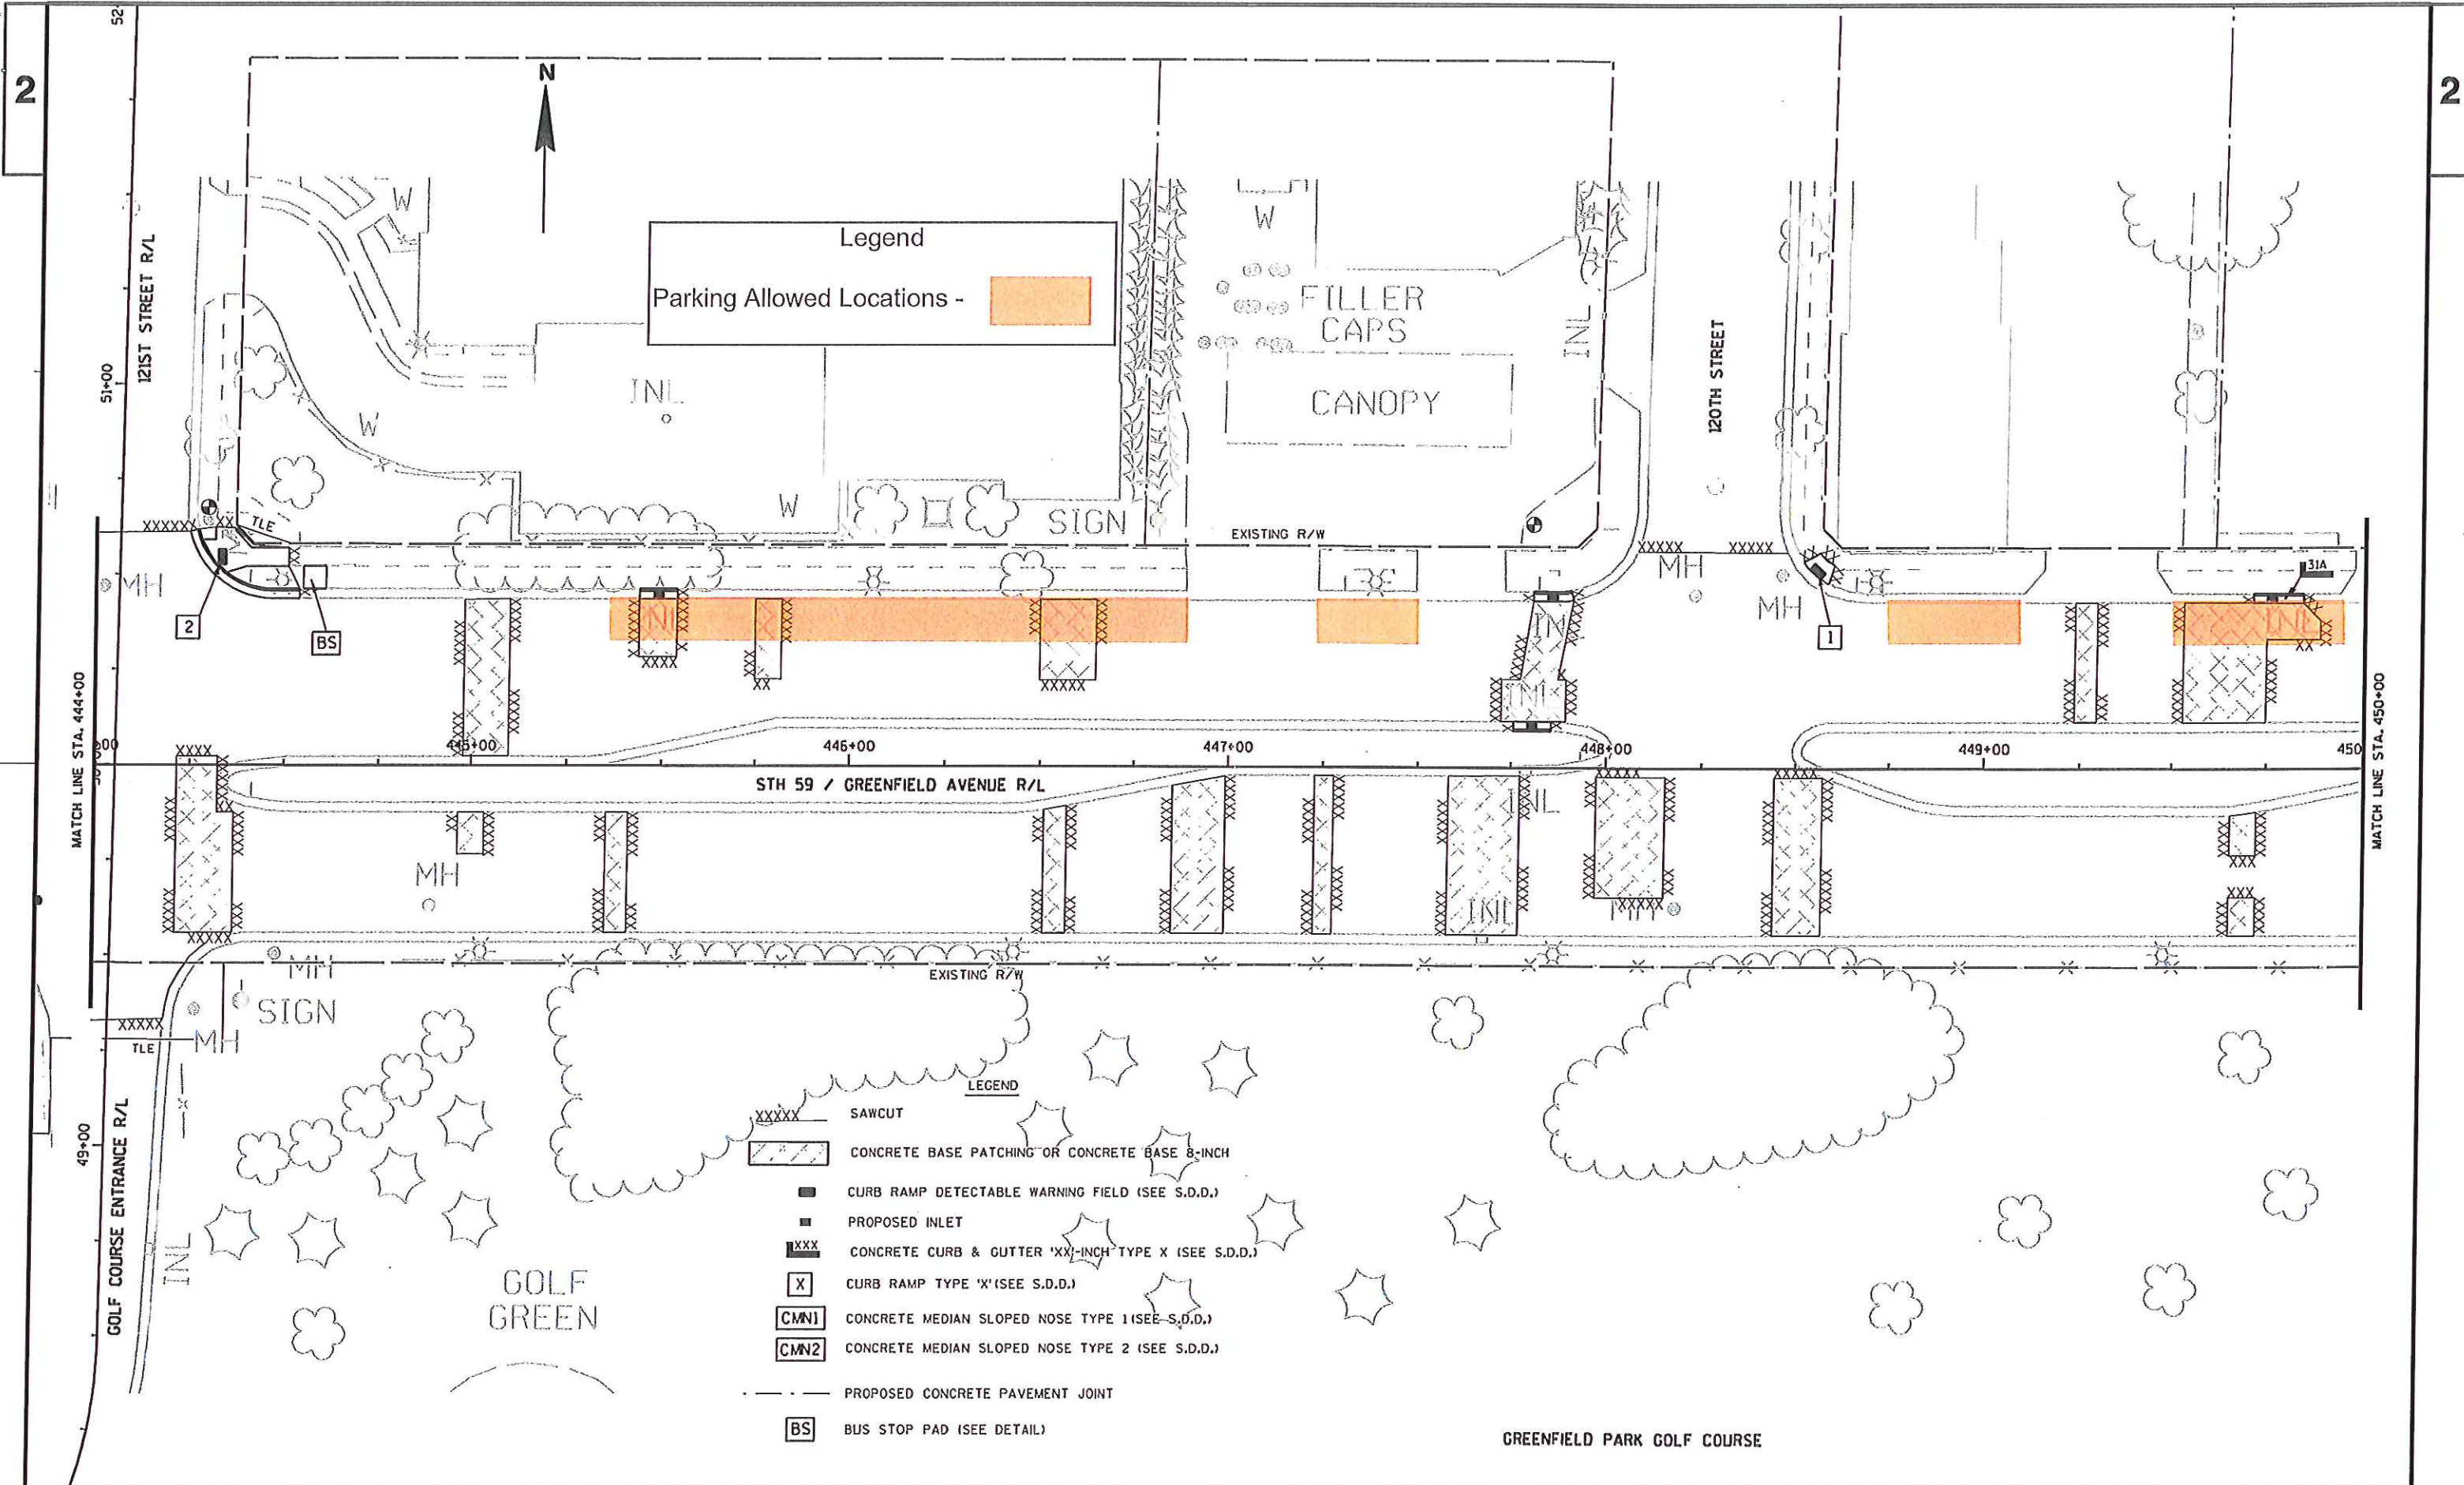 2
2
52
N
W
W
Legend
Parking Allowed Locations -
121ST STREET R/L
51+00
FILLER
CAPS
INL
120TH STREET
INL
CANOPY
W
W
SIGN
EXISTING R/W
TLE
MH
MH
MH
31A
2
BS
1
INL
INL
INL
INL
MATCH LINE STA. 444+00
445+00
446+00
447+00
448+00
449+00
450
MATCH LINE STA. 450+00
STH 59 / GREENFIELD AVENUE R/L
INL
MH
INL
MH
EXISTING R/W
SIGN
MH
TLE
49+00
GOLF COURSE ENTRANCE R/L
INL
GOLF
GREEN
LEGEND
XXXXX SAWCUT
CONCRETE BASE PATCHING OR CONCRETE BASE 8-INCH
CURB RAMP DETECTABLE WARNING FIELD (SEE S.D.D.)
PROPOSED INLET
XXX CONCRETE CURB & GUTTER 'XX'-INCH TYPE X (SEE S.D.D.)
X CURB RAMP TYPE 'X' (SEE S.D.D.)
CMN1 CONCRETE MEDIAN SLOPED NOSE TYPE 1 (SEE S.D.D.)
CMN2 CONCRETE MEDIAN SLOPED NOSE TYPE 2 (SEE S.D.D.)
PROPOSED CONCRETE PAVEMENT JOINT
BS BUS STOP PAD (SEE DETAIL)
GREENFIELD PARK GOLF COURSE